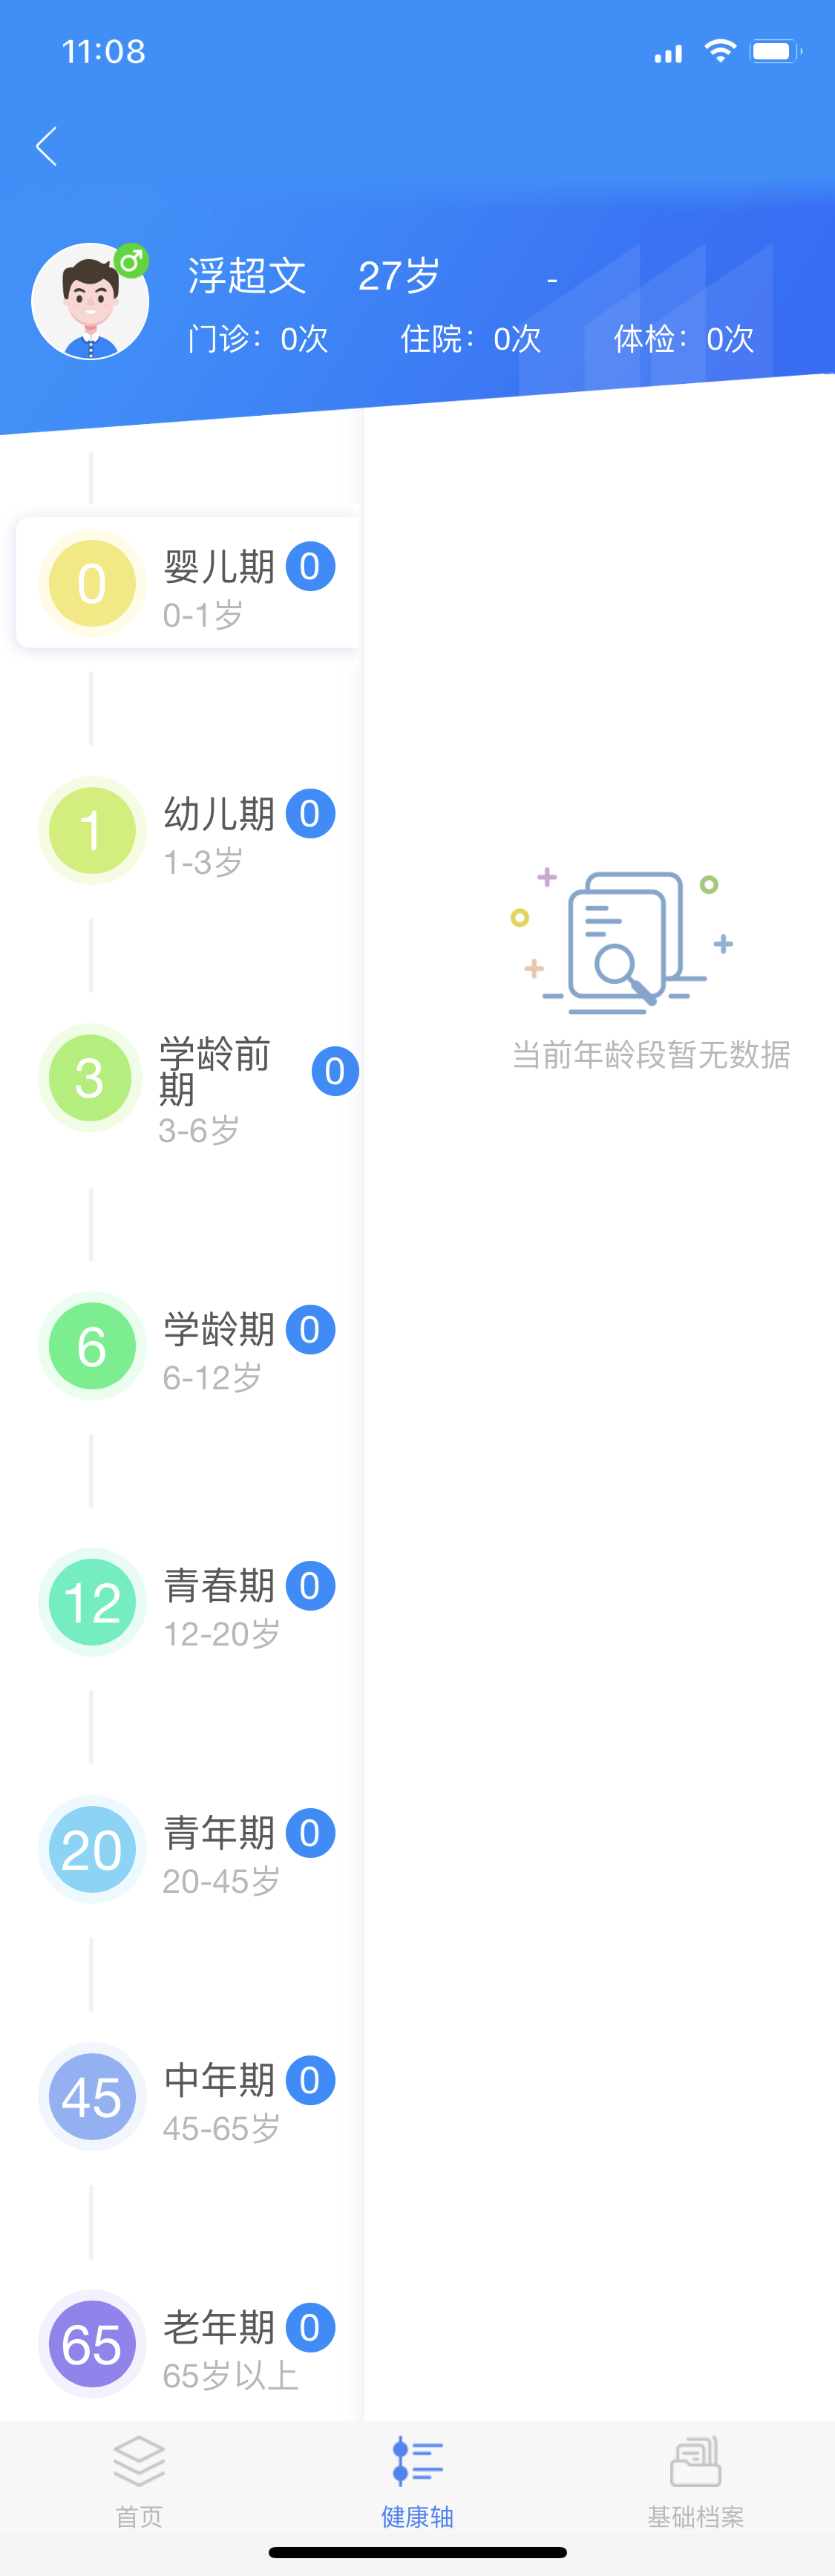 11:08
浮超文 27岁 -
门诊：0次 住院：0次 体检：0次
0 婴儿期 0
0-1岁
1 幼儿期 0
1-3岁
当前年龄段暂无数据
3 学龄前
期 0
3-6岁
6 学龄期 0
6-12岁
12 青春期 0
12-20岁
20 青年期 0
20-45岁
45 中年期 0
45-65岁
65 老年期 0
65岁以上
首页 健康轴 基础档案